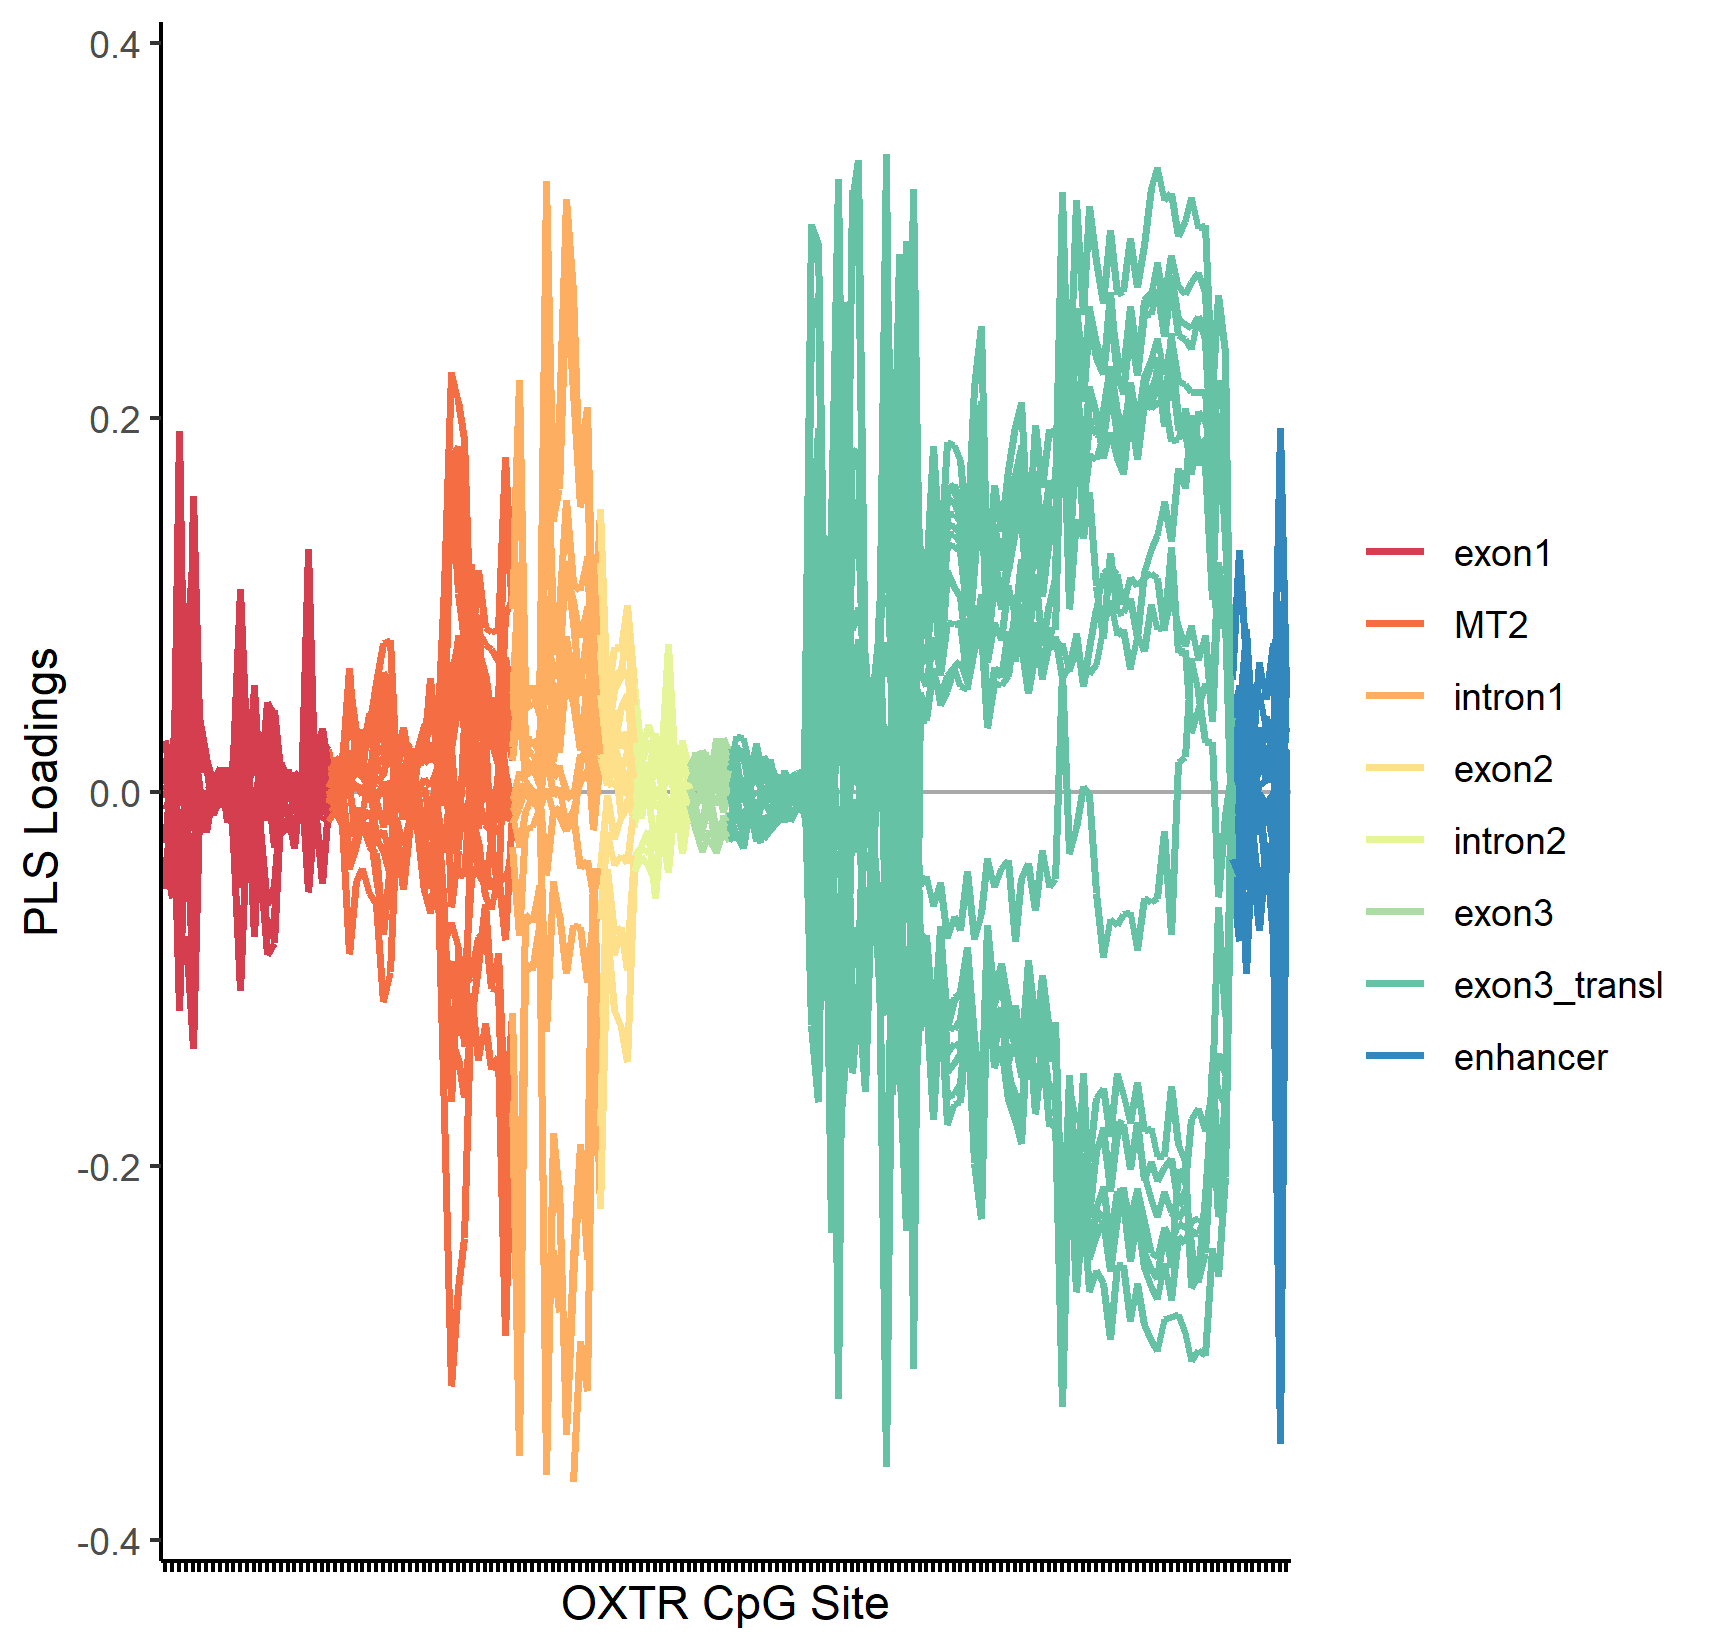 0.4
0.2
0.0
-0.2
-0.4
PLS Loadings
OXTR CpG Site
exon1
MT2
intron1
exon2
intron2
exon3
exon3_transl
enhancer